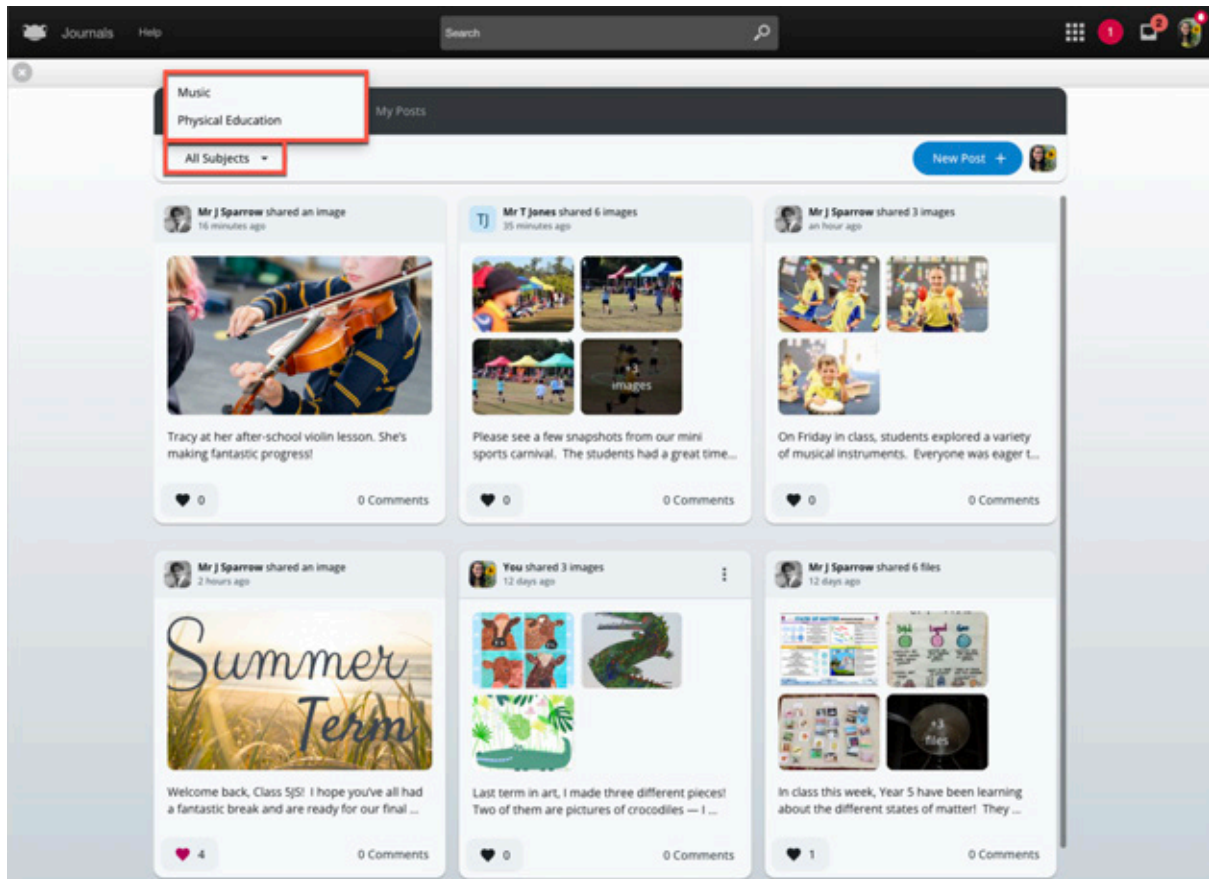 Journals Help Search 1 2
Music
Physical Education
My Posts
All Subjects
New Post +
Mr J Sparrow shared an image
16 minutes ago
Tracy at her after-school violin lesson. She's
making fantastic progress!
0 0 Comments
TJ
Mr T Jones shared 6 images
35 minutes ago
+3
images
Please see a few snapshots from our mini
sports carnival. The students had a great time...
0 0 Comments
Mr J Sparrow shared 3 images
an hour ago
On Friday in class, students explored a variety
of musical instruments. Everyone was eager t...
0 0 Comments
Mr J Sparrow shared an image
2 hours ago
Summer
Term
Welcome back, Class 5JS! I hope you've all had
a fantastic break and are ready for our final ...
4 0 Comments
You shared 3 images
12 days ago
Last term in art, I made three different pieces!
Two of them are pictures of crocodiles — I ...
0 0 Comments
Mr J Sparrow shared 6 files
12 days ago
+3
files
In class this week, Year 5 have been learning
about the different states of matter! They ...
1 0 Comments